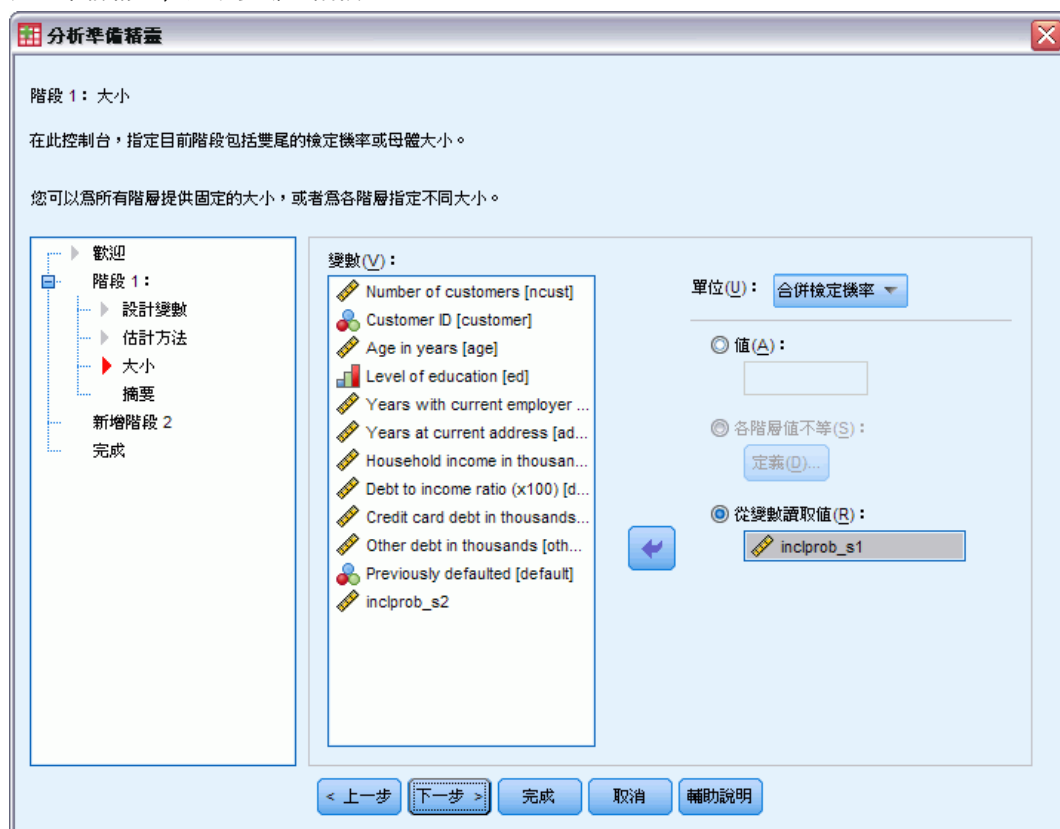 分析準備精靈
階段 1：大小
在此控制台，指定目前階段包括雙尾的檢定機率或母體大小。
您可以為所有階層提供固定的大小，或者為各階層指定不同大小。
歡迎
階段 1：
設計變數
估計方法
大小
摘要
新增階段 2
完成
變數(V)：
Number of customers [ncust]
Customer ID [customer]
Age in years [age]
Level of education [ed]
Years with current employer ...
Years at current address [ad...
Household income in thousan...
Debt to income ratio (x100) [d...
Credit card debt in thousands...
Other debt in thousands [oth...
Previously defaulted [default]
inclprob_s2
單位(U)：
合併檢定機率
值(A)：
各階層值不等(S)：
定義(D)...
從變數讀取值(R)：
inclprob_s1
< 上一步
下一步 >
完成
取消
輔助說明